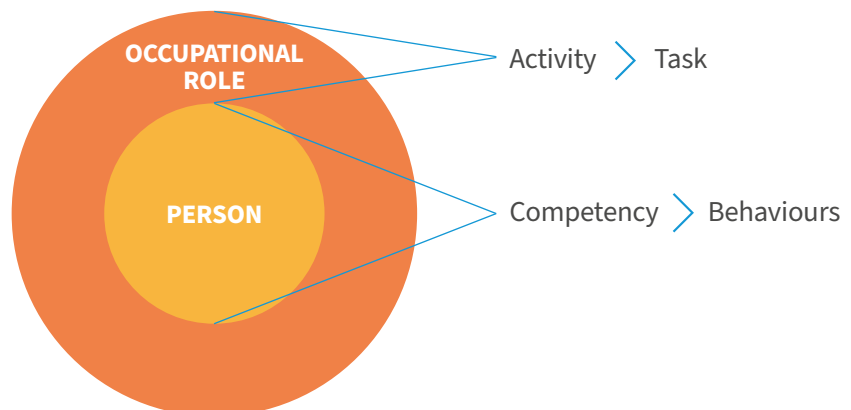 OCCUPATIONAL
ROLE
Activity > Task
PERSON
Competency > Behaviours